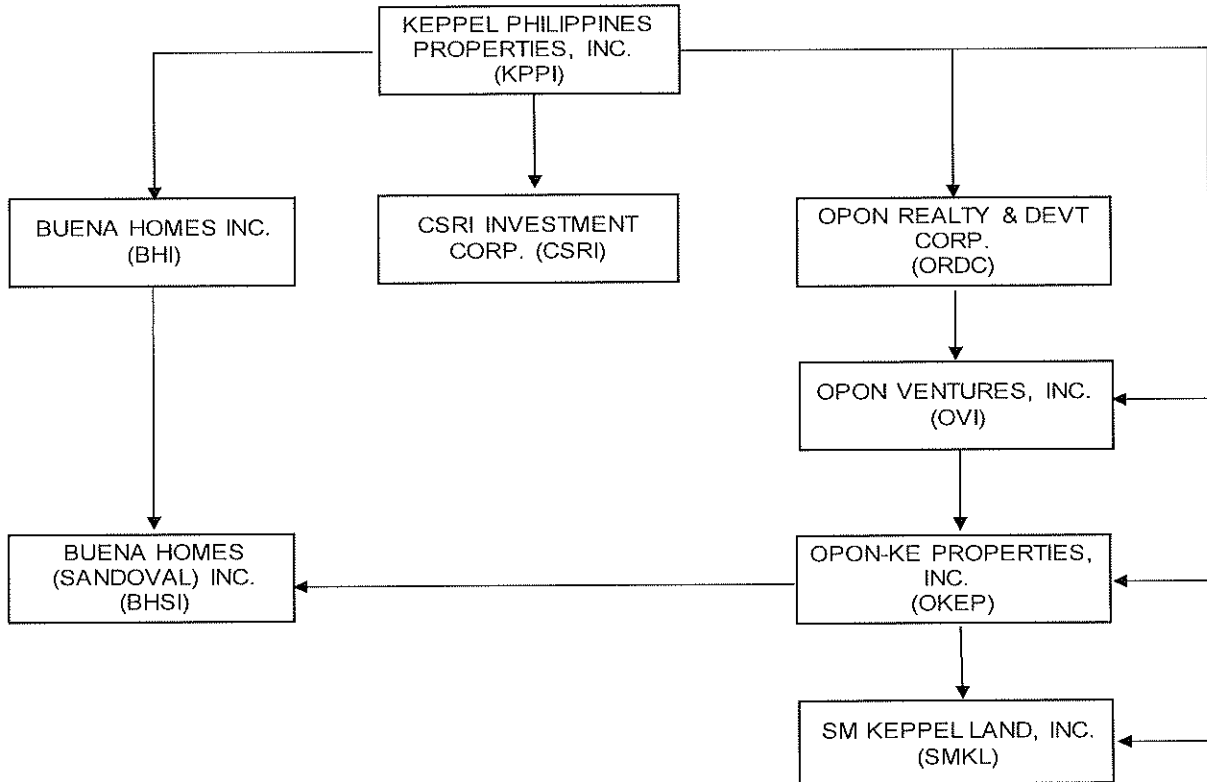 KEPPEL PHILIPPINES
PROPERTIES, INC.
(KPPI)
BUENA HOMES INC.
(BHI)
CSRI INVESTMENT
CORP. (CSRI)
OPON REALTY & DEVT
CORP.
(ORDC)
OPON VENTURES, INC.
(OVI)
BUENA HOMES
(SANDOVAL) INC.
(BHSI)
OPON-KE PROPERTIES,
INC.
(OKEP)
SM KEPPEL LAND, INC.
(SMKL)